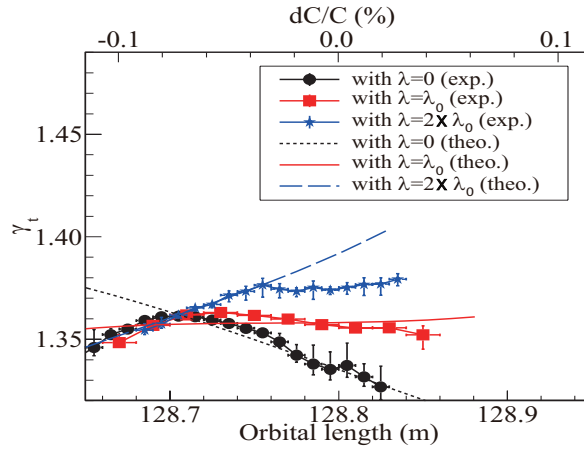 dC/C (%)
-0.1 0.0 0.1
with λ=0 (exp.)
with λ=λ0 (exp.)
with λ=2× λ0 (exp.)
with λ=0 (theo.)
with λ=λ0 (theo.)
with λ=2× λ0 (theo.)
γt
1.45
1.40
1.35
128.7 128.8 128.9
Orbital length (m)